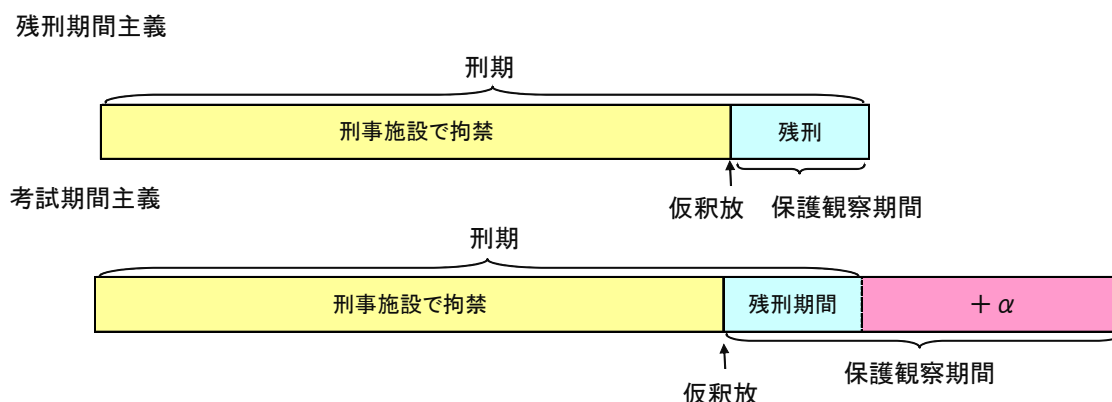 残刑期間主義
刑期
刑事施設で拘禁
残刑
仮釈放
保護観察期間
考試期間主義
刑期
刑事施設で拘禁
残刑期間
＋α
保護観察期間
仮釈放